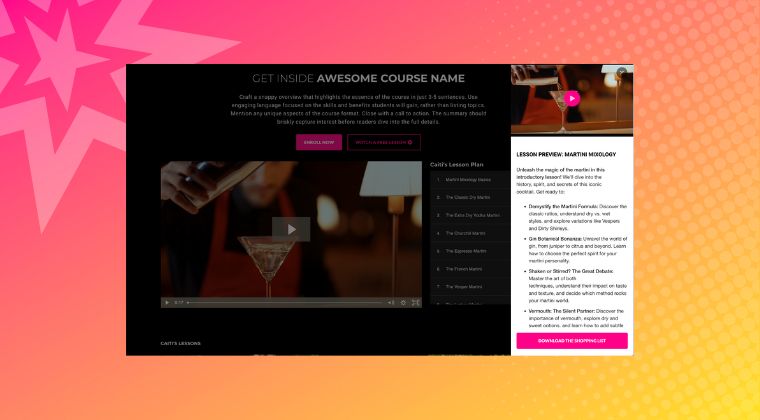 GET INSIDE AWESOME COURSE NAME
Craft a snappy overview that highlights the essence of the course in just 3-5 sentences. Use
engaging language focused on the skills and benefits students will gain, rather than listing topics.
Mention any unique aspects of the course format. Close with a call to action. The summary should
briskly capture interest before readers dive into the full details.
ENROLL NOW
WATCH A FREE LESSON
Caiti's Lesson Plan
1. Martini Mixology Basics
2. The Classic Dry Martini
3. The Extra Dry Vodka Martini
4. The Churchill Martini
5. The Espresso Martini
6. The French Martini
7. The Vesper Martini
8.
0:17
CAITI'S LESSONS
LESSON PREVIEW: MARTINI MIXOLOGY
Unleash the magic of the martini in this
introductory lesson! We'll dive into the
history, spirit, and secrets of this iconic
cocktail. Get ready to:
• Demystify the Martini Formula: Discover the
classic ratios, understand dry vs. wet
styles, and explore variations like Vespers
and Dirty Shirleys.
• Gin Botanical Bonanza: Unravel the world of
gin, from juniper to citrus and beyond. Learn
how to choose the perfect spirit for your
martini personality.
• Shaken or Stirred? The Great Debate:
Master the art of both
techniques, understand their impact on taste
and texture, and decide which method rocks
your martini world.
• Vermouth: The Silent Partner: Discover the
importance of vermouth, explore dry and
sweet options, and learn how to add subtle
DOWNLOAD THE SHOPPING LIST